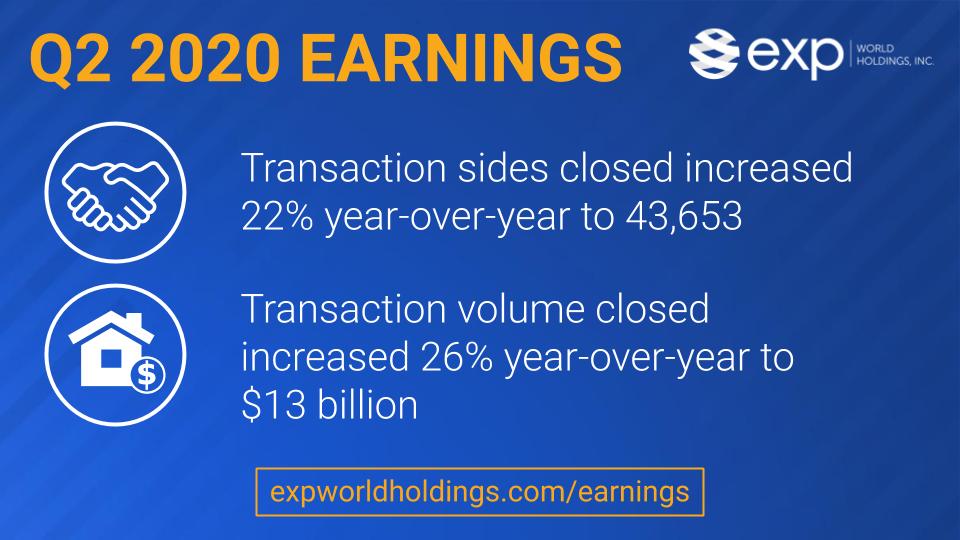 Q2 2020 EARNINGS
exp WORLD
HOLDINGS, INC.
Transaction sides closed increased
22% year-over-year to 43,653
Transaction volume closed
increased 26% year-over-year to
$13 billion
$
expworldholdings.com/earnings